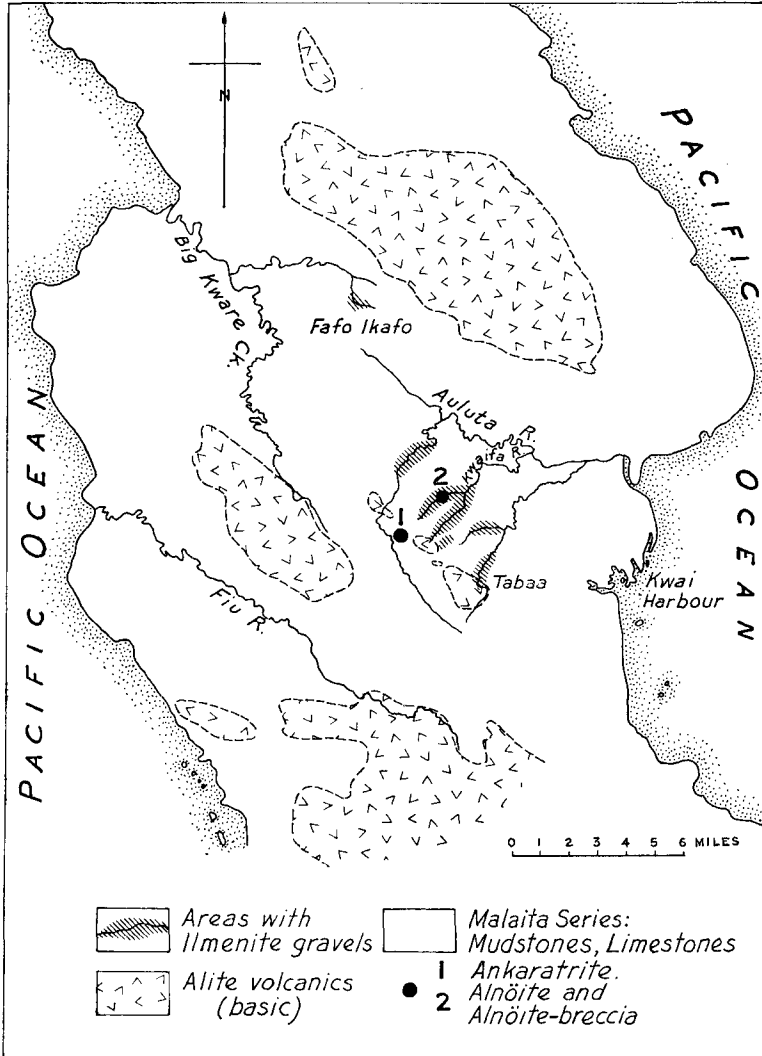 N
PACIFIC
OCEAN
PACIFIC OCEAN
Big Kware Ck.
Fafo Ikafo
Auluta R.
Kwaifa R.
2
1
Tabaa
Kwai
Harbour
Fiu R.
0 1 2 3 4 5 6 MILES
Areas with
Ilmenite gravels
Alite volcanics
(basic)
Malaita Series:
Mudstones, Limestones
1 Ankaratrite.
2 Alnöite and
Alnöite-breccia